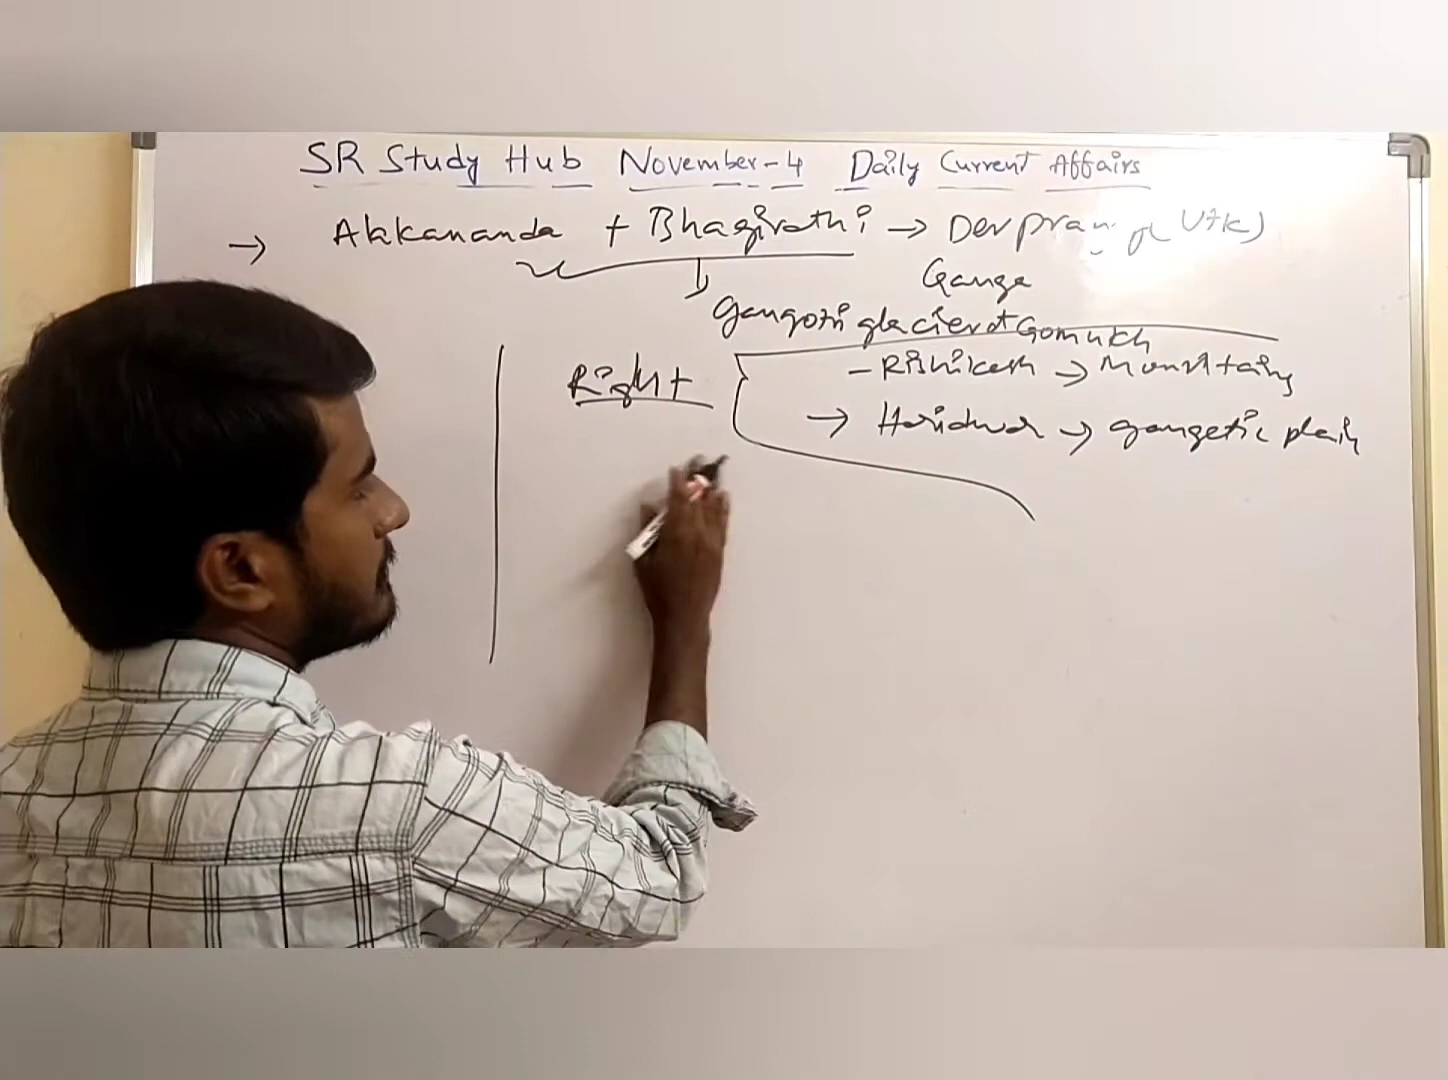 SR Study Hub November-4 Daily Current Affairs
→ Alakananda + Bhagirathi → Devprayag (Utk)
Ganga
Gangotri glacier at Gomukh
Right
- Rishikesh → Mountains
→ Haridwar → gangetic plain